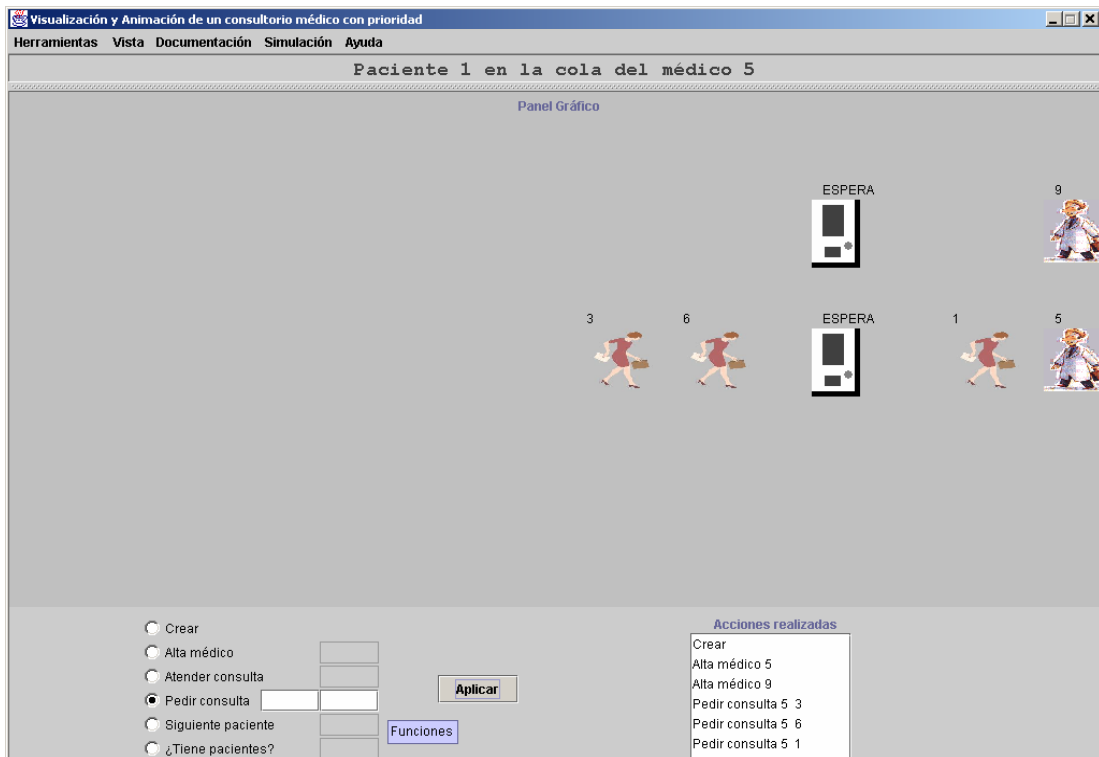 Visualización y Animación de un consultorio médico con prioridad
Herramientas Vista Documentación Simulación Ayuda
Paciente 1 en la cola del médico 5
Panel Gráfico
ESPERA 9
3 6 ESPERA 1 5
Crear
Alta médico
Atender consulta
Pedir consulta
Siguiente paciente
¿Tiene pacientes?
Aplicar
Funciones
Acciones realizadas
Crear
Alta médico 5
Alta médico 9
Pedir consulta 5 3
Pedir consulta 5 6
Pedir consulta 5 1